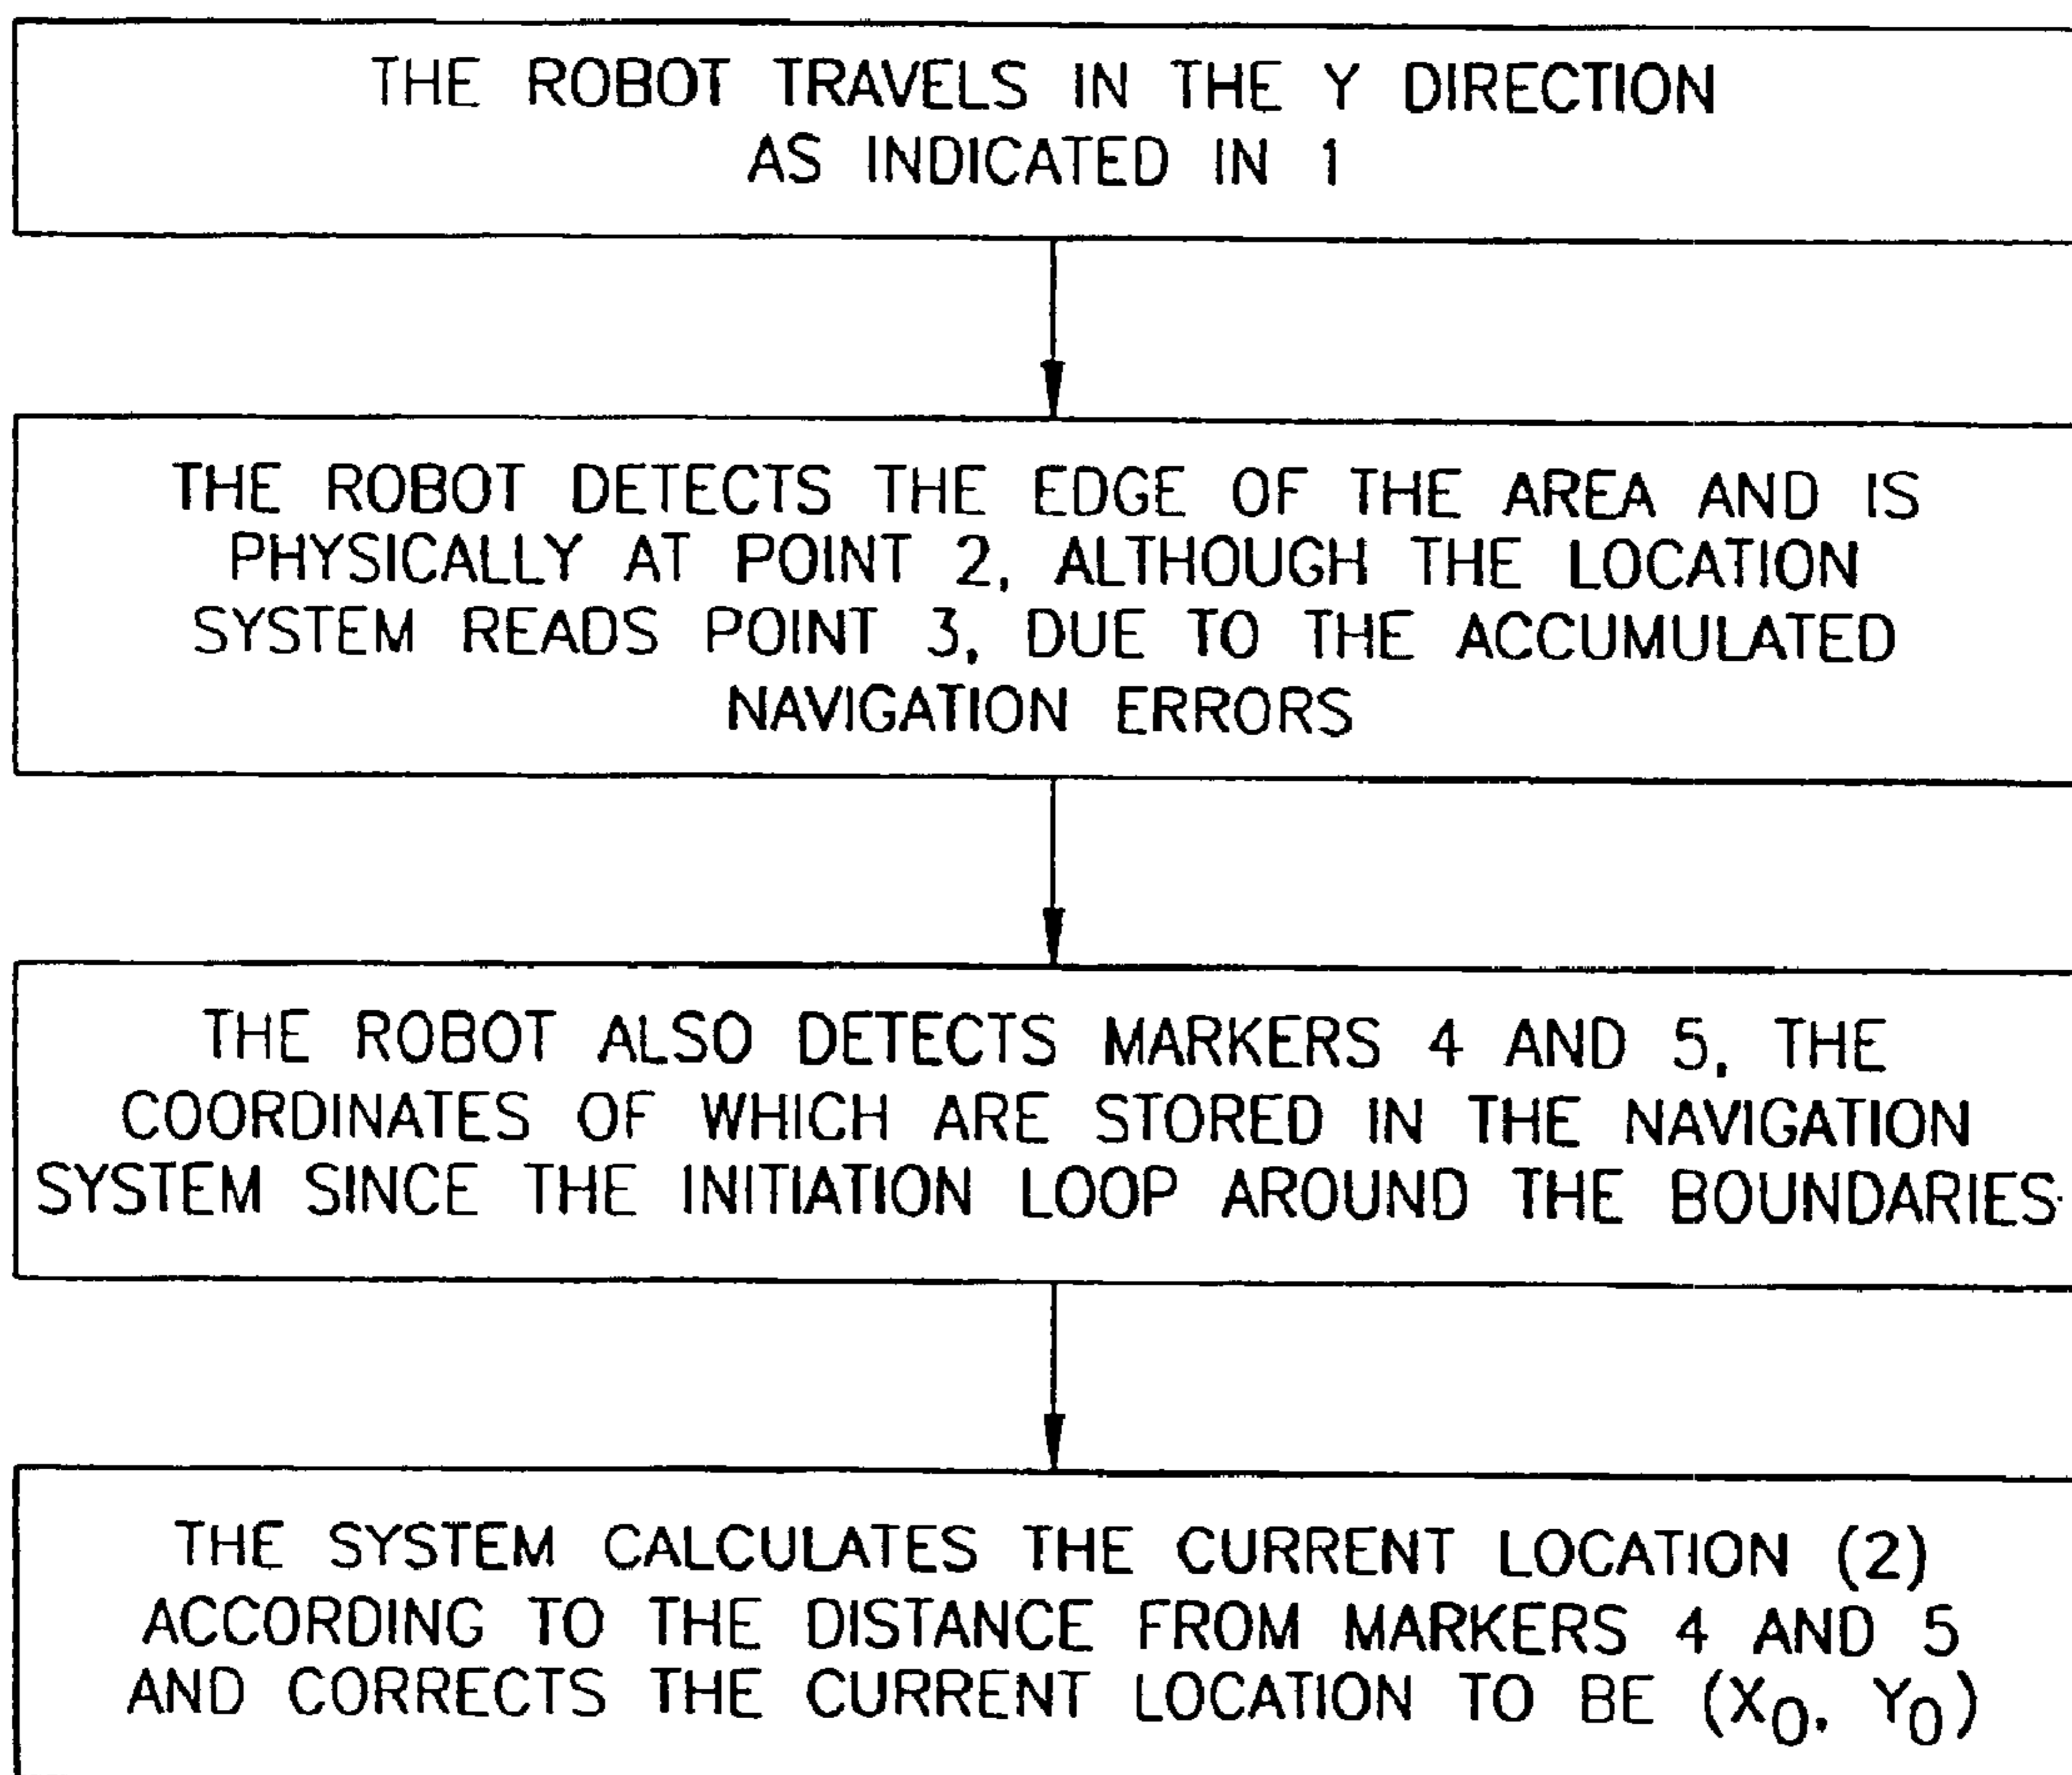 THE ROBOT TRAVELS IN THE Y DIRECTION
AS INDICATED IN 1
THE ROBOT DETECTS THE EDGE OF THE AREA AND IS
PHYSICALLY AT POINT 2, ALTHOUGH THE LOCATION
SYSTEM READS POINT 3, DUE TO THE ACCUMULATED
NAVIGATION ERRORS
THE ROBOT ALSO DETECTS MARKERS 4 AND 5, THE
COORDINATES OF WHICH ARE STORED IN THE NAVIGATION
SYSTEM SINCE THE INITIATION LOOP AROUND THE BOUNDARIES.
THE SYSTEM CALCULATES THE CURRENT LOCATION (2)
ACCORDING TO THE DISTANCE FROM MARKERS 4 AND 5
AND CORRECTS THE CURRENT LOCATION TO BE (X₀, Y₀)